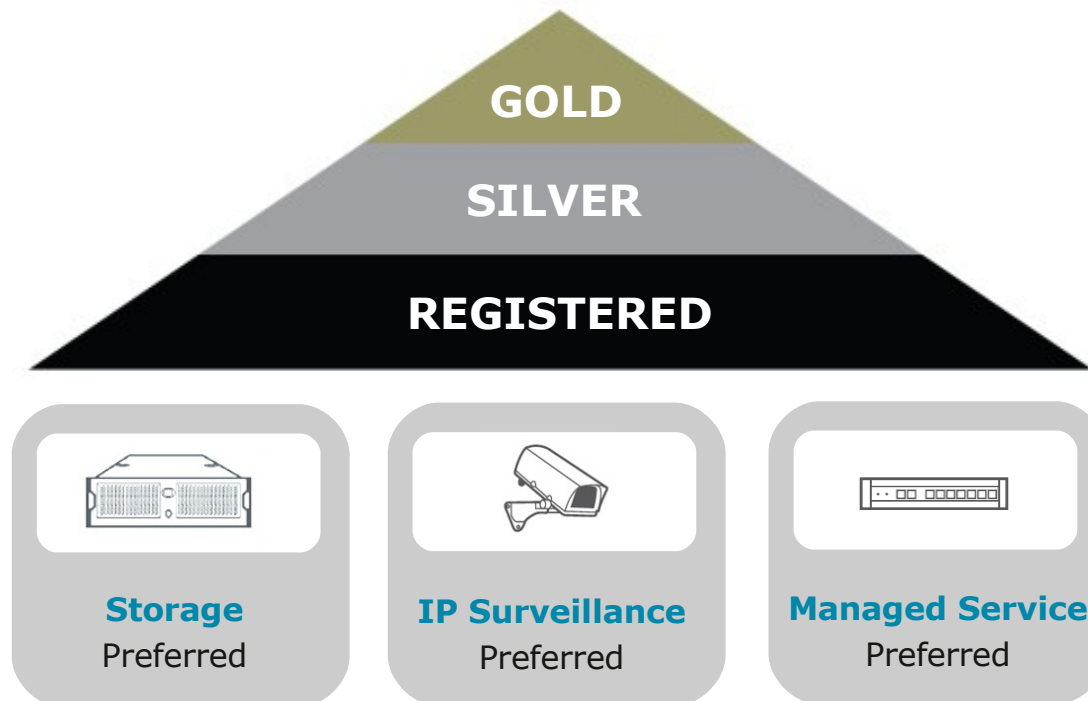 GOLD
SILVER
REGISTERED
Storage
Preferred
IP Surveillance
Preferred
Managed Service
Preferred